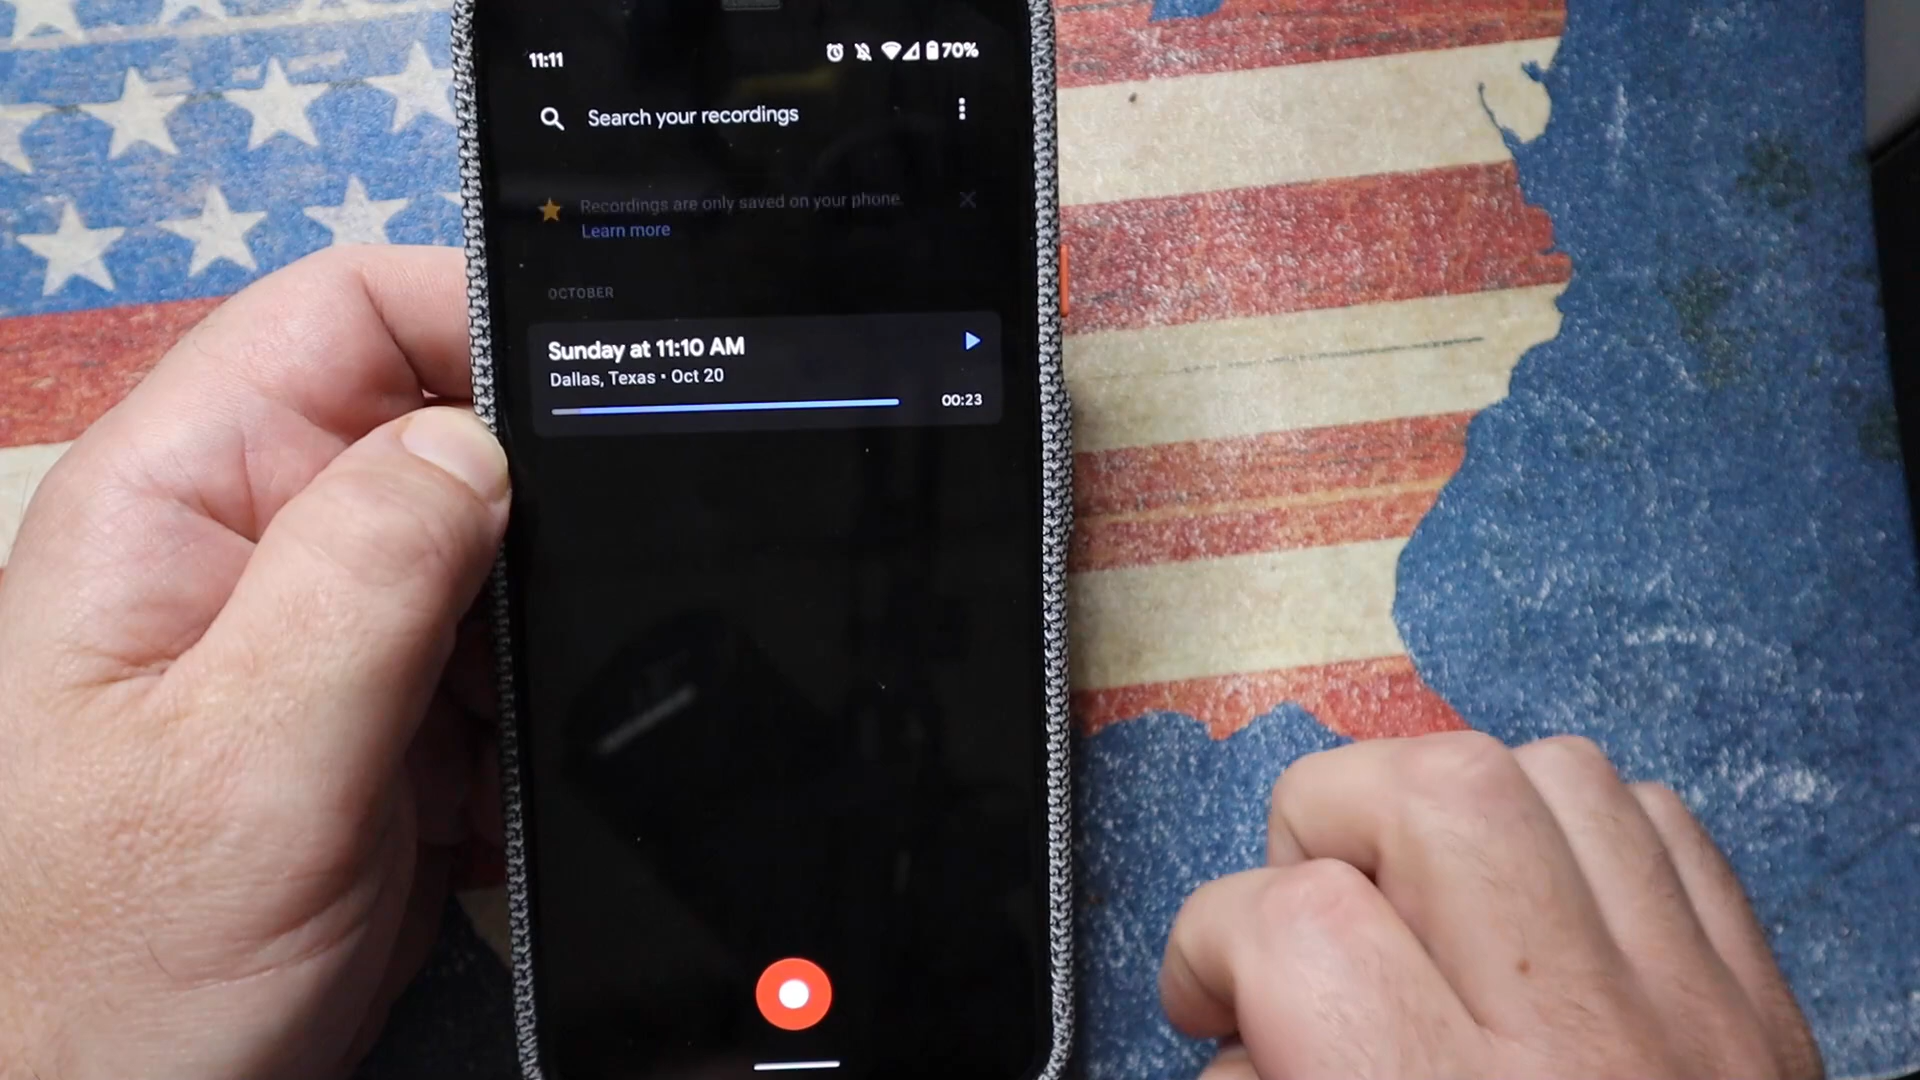 11:11
70%
Search your recordings
Recordings are only saved on your phone.
Learn more
OCTOBER
Sunday at 11:10 AM
Dallas, Texas • Oct 20
00:23